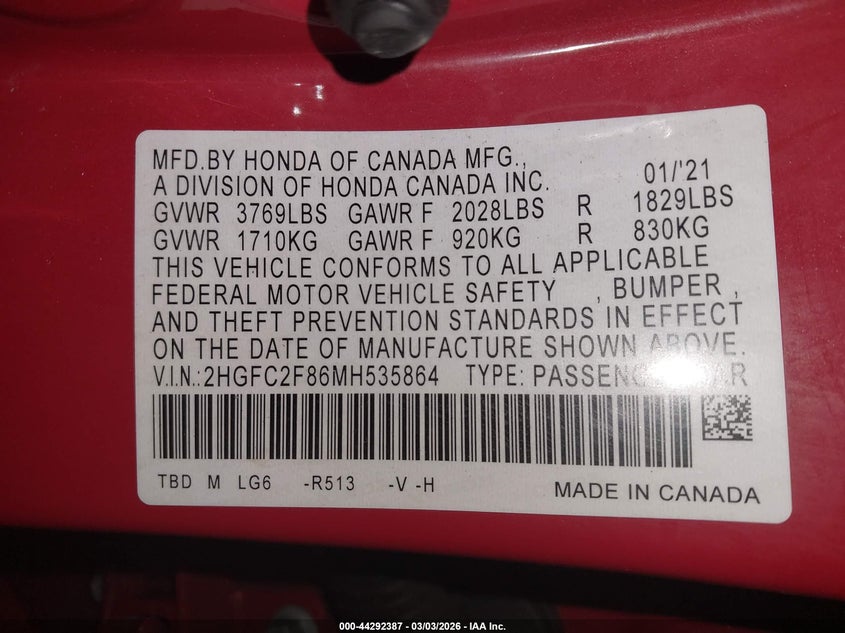 MFD.BY HONDA OF CANADA MFG.,
A DIVISION OF HONDA CANADA INC. 01/'21
GVWR 3769LBS GAWR F 2028LBS R 1829LBS
GVWR 1710KG GAWR F 920KG R 830KG
THIS VEHICLE CONFORMS TO ALL APPLICABLE
FEDERAL MOTOR VEHICLE SAFETY , BUMPER ,
AND THEFT PREVENTION STANDARDS IN EFFECT
ON THE DATE OF MANUFACTURE SHOWN ABOVE.
V.I.N.:2HGFC2F86MH535864 TYPE:
TBD M LG6 -R513 -V -H MADE IN CANADA
000-44292387 - 03/03/2026 - IAA Inc.